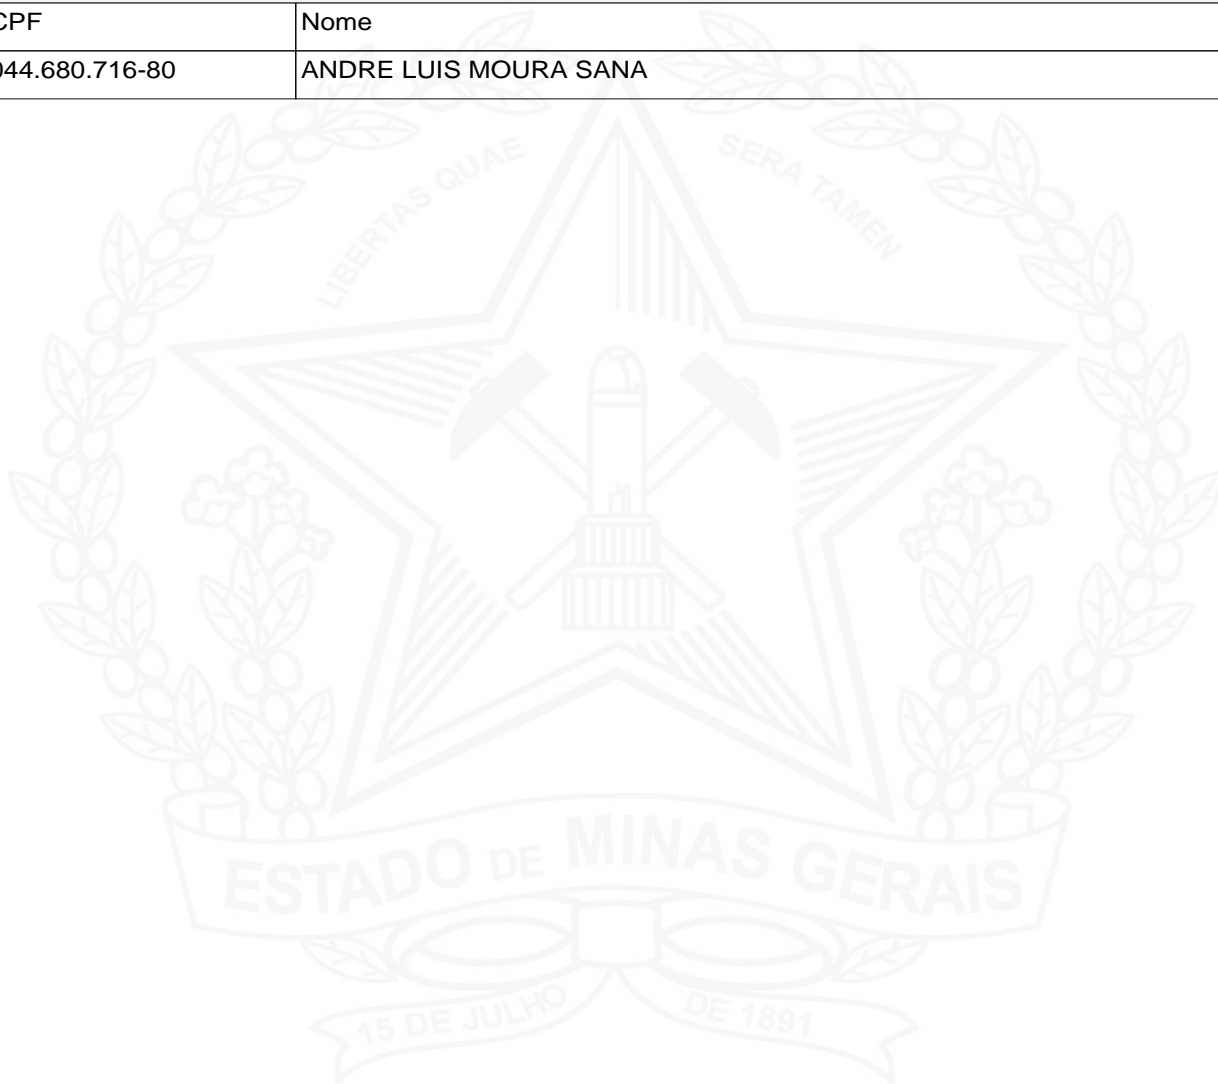 CPF Nome
044.680.716-80 ANDRE LUIS MOURA SANA
LIBERTAS QUAE SERA TAMEN
ESTADO DE MINAS GERAIS
15 DE JULHO DE 1891